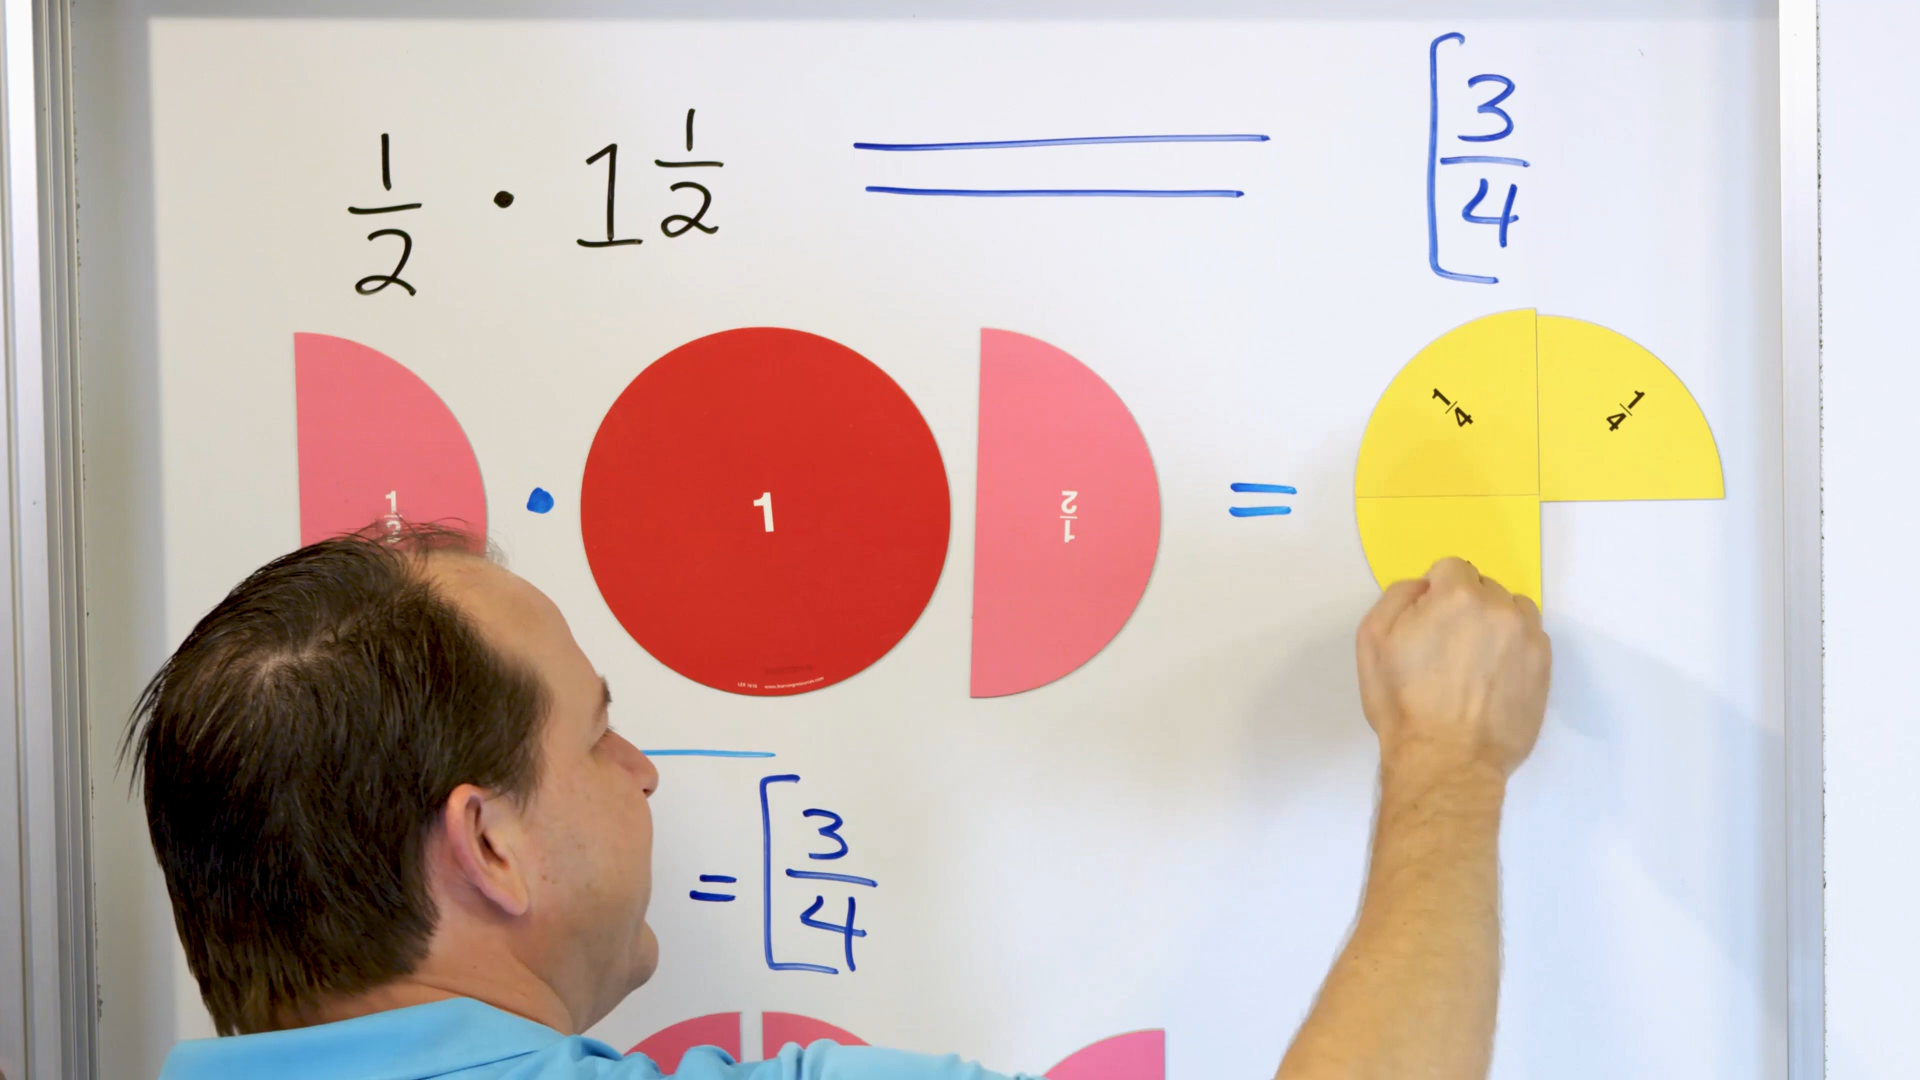 1/2 · 1 1/2 = [3/4
1/2 · 1 1/2 = 1/4 1/4
= [3/4